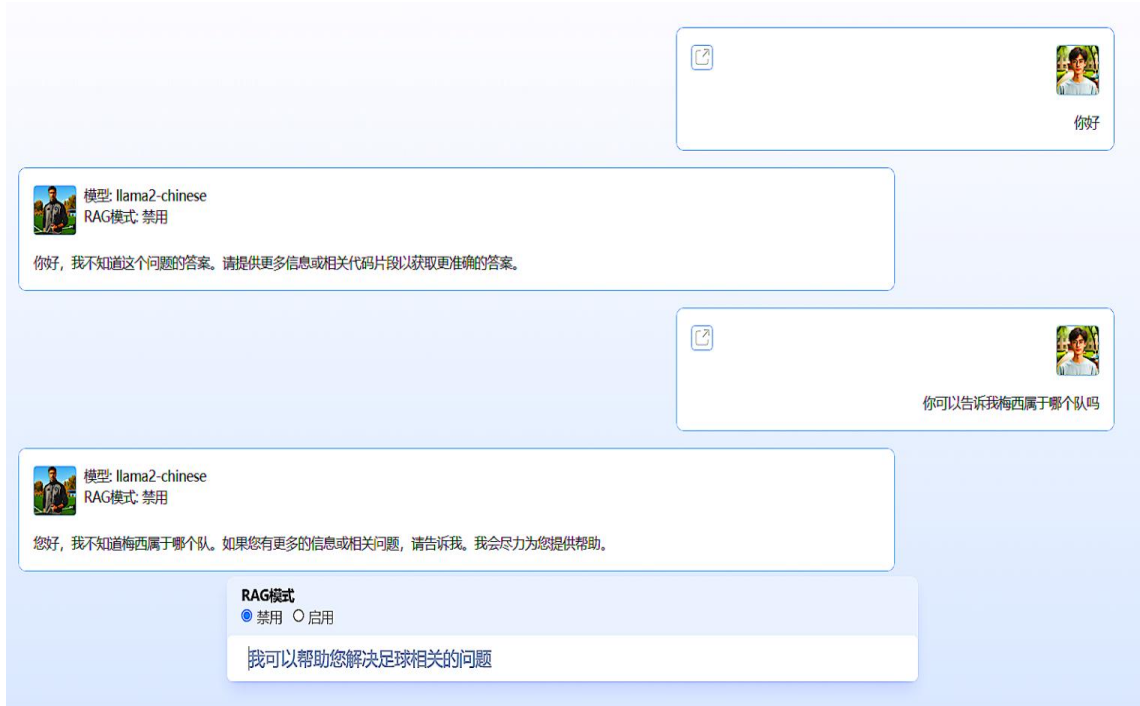 你好
模型: llama2-chinese
RAG模式: 禁用
你好，我不知道这个问题的答案。请提供更多信息或相关代码片段以获取更准确的答案。
你可以告诉我梅西属于哪个队吗
模型: llama2-chinese
RAG模式: 禁用
您好，我不知道梅西属于哪个队。如果您有更多的信息或相关问题，请告诉我。我会尽力为您提供帮助。
RAG模式
禁用 启用
我可以帮助您解决足球相关的问题